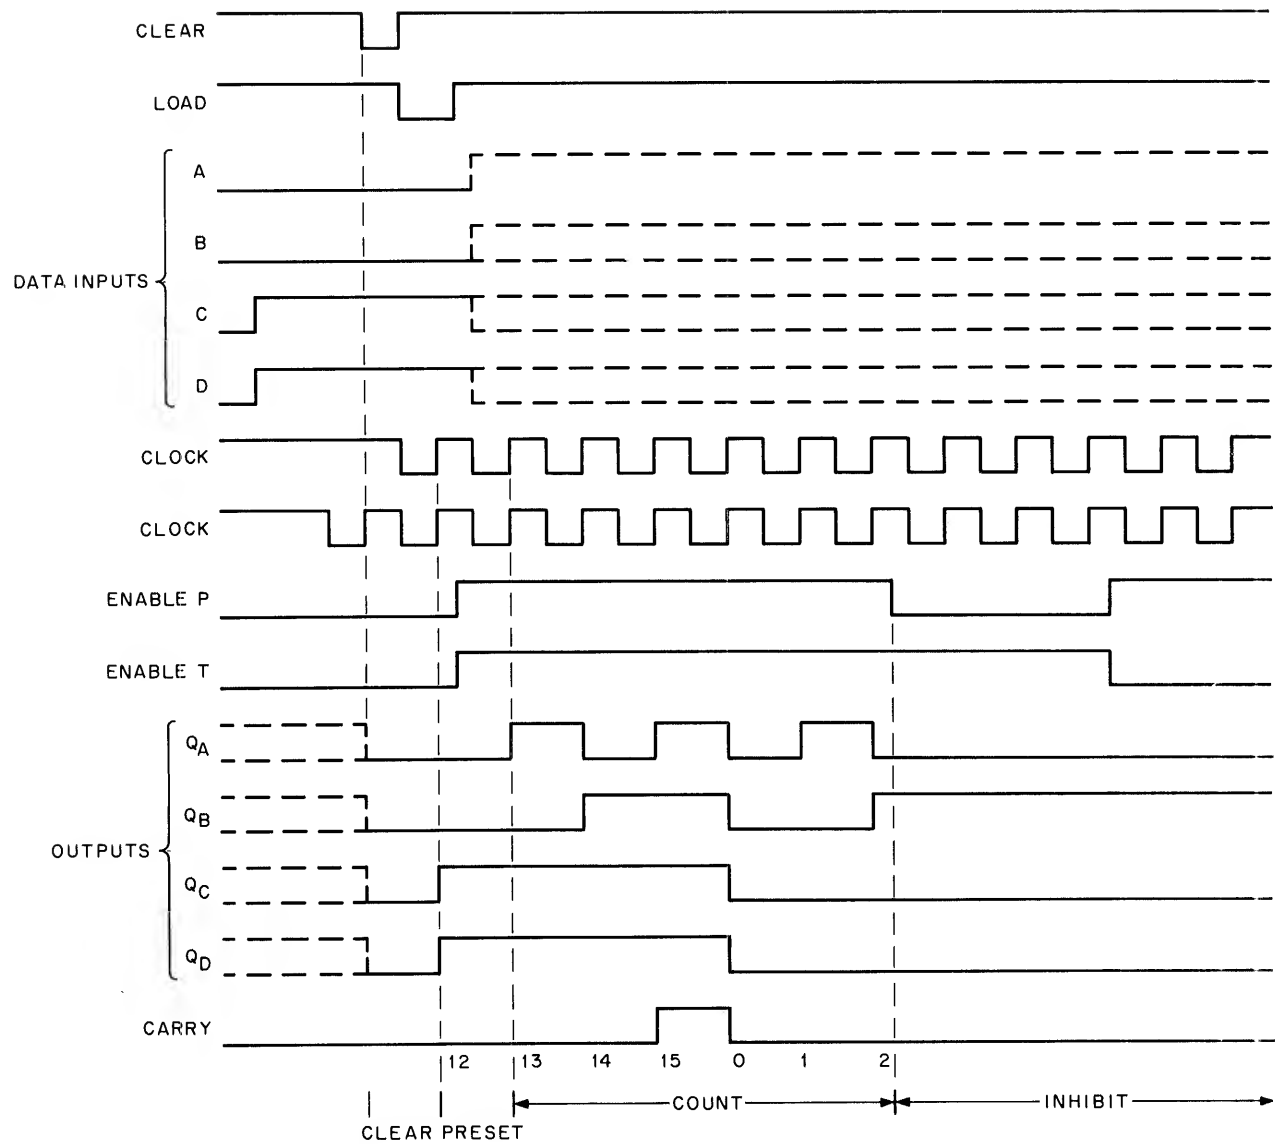 CLEAR
LOAD
A
B
DATA INPUTS
C
D
CLOCK
CLOCK
ENABLE P
ENABLE T
QA
QB
OUTPUTS
QC
QD
CARRY
12 13 14 15 0 1 2
COUNT INHIBIT
CLEAR PRESET